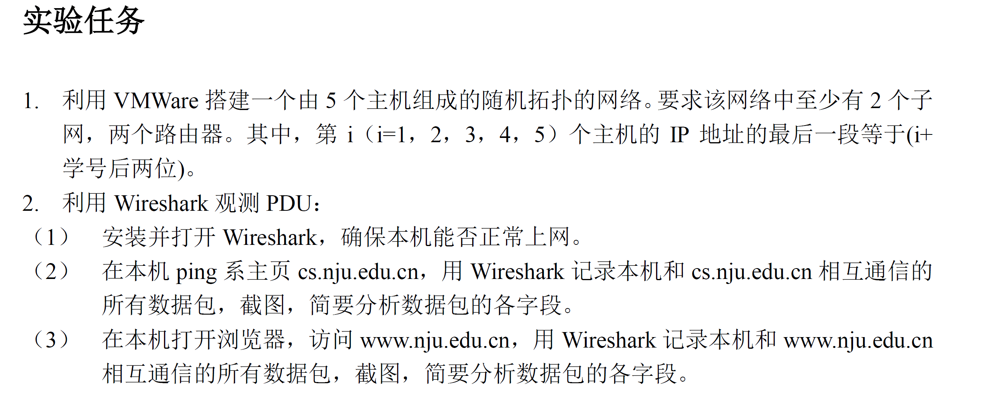 实验任务
1. 利用 VMWare 搭建一个由 5 个主机组成的随机拓扑的网络。要求该网络中至少有 2 个子
网，两个路由器。其中，第 i（i=1，2，3，4，5）个主机的 IP 地址的最后一段等于(i+
学号后两位)。
2. 利用 Wireshark 观测 PDU：
（1） 安装并打开 Wireshark，确保本机能否正常上网。
（2） 在本机 ping 系主页 cs.nju.edu.cn，用 Wireshark 记录本机和 cs.nju.edu.cn 相互通信的
所有数据包，截图，简要分析数据包的各字段。
（3） 在本机打开浏览器，访问 www.nju.edu.cn，用 Wireshark 记录本机和 www.nju.edu.cn
相互通信的所有数据包，截图，简要分析数据包的各字段。